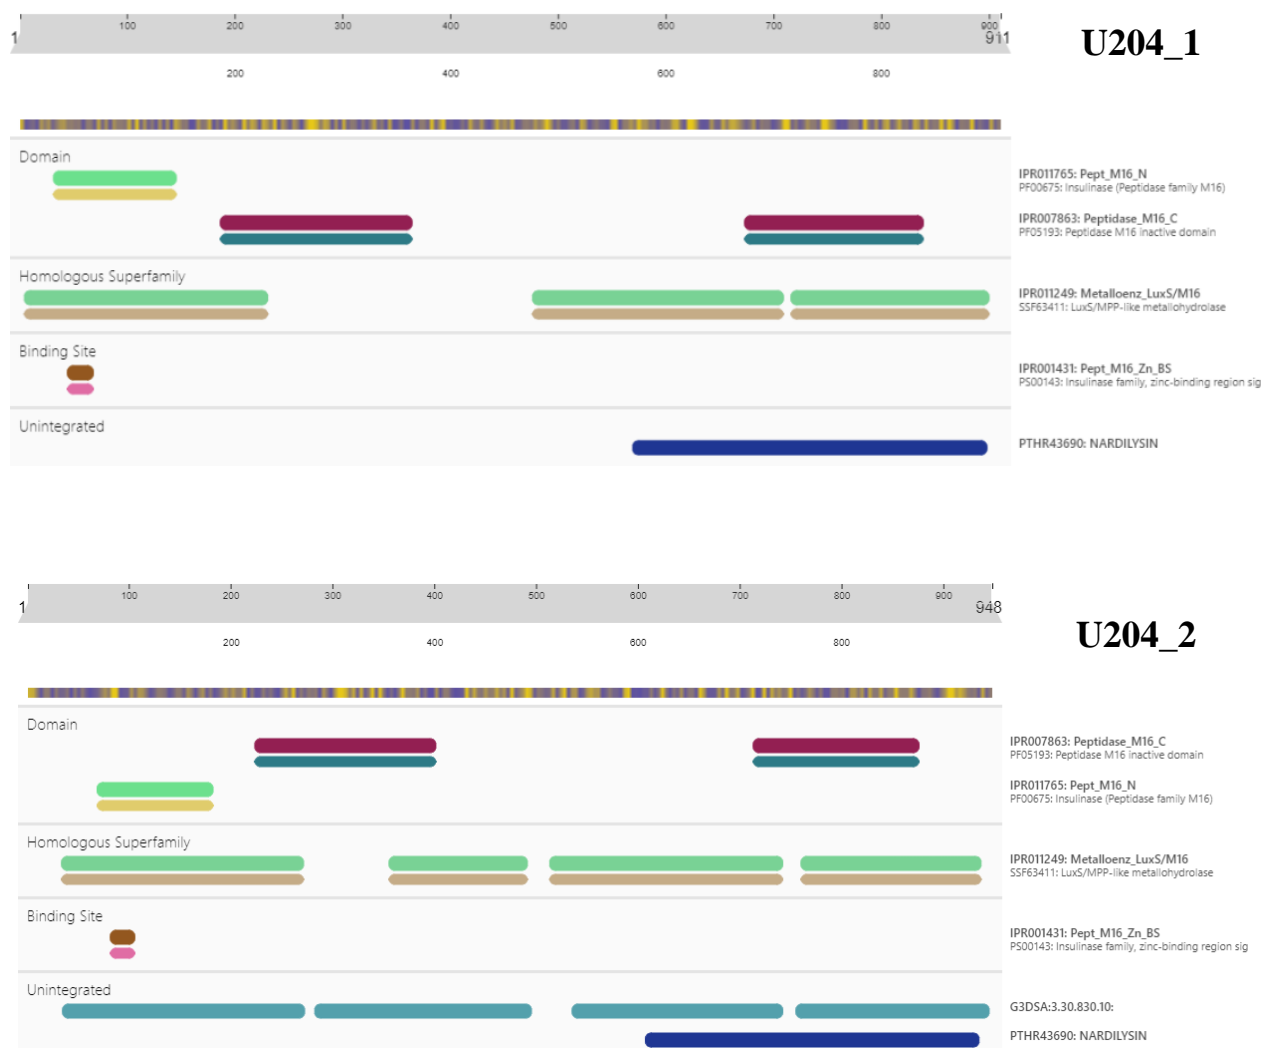 100 200 300 400 500 600 700 800 900
1 911
U204_1
200 400 600 800
Domain
IPR011765: Pept_M16_N
PF00675: Insulinase (Peptidase family M16)
IPR007863: Peptidase_M16_C
PF05193: Peptidase M16 inactive domain
Homologous Superfamily
IPR011249: Metalloenz_LuxS/M16
SSF63411: LuxS/MPP-like metallohydrolase
Binding Site
IPR001431: Pept_M16_Zn_BS
PS00143: Insulinase family, zinc-binding region sig
Unintegrated
PTHR43690: NARDILYSIN
100 200 300 400 500 600 700 800 900
1 948
U204_2
200 400 600 800
Domain
IPR007863: Peptidase_M16_C
PF05193: Peptidase M16 inactive domain
IPR011765: Pept_M16_N
PF00675: Insulinase (Peptidase family M16)
Homologous Superfamily
IPR011249: Metalloenz_LuxS/M16
SSF63411: LuxS/MPP-like metallohydrolase
Binding Site
IPR001431: Pept_M16_Zn_BS
PS00143: Insulinase family, zinc-binding region sig
Unintegrated
G3DSA:3.30.830.10:
PTHR43690: NARDILYSIN